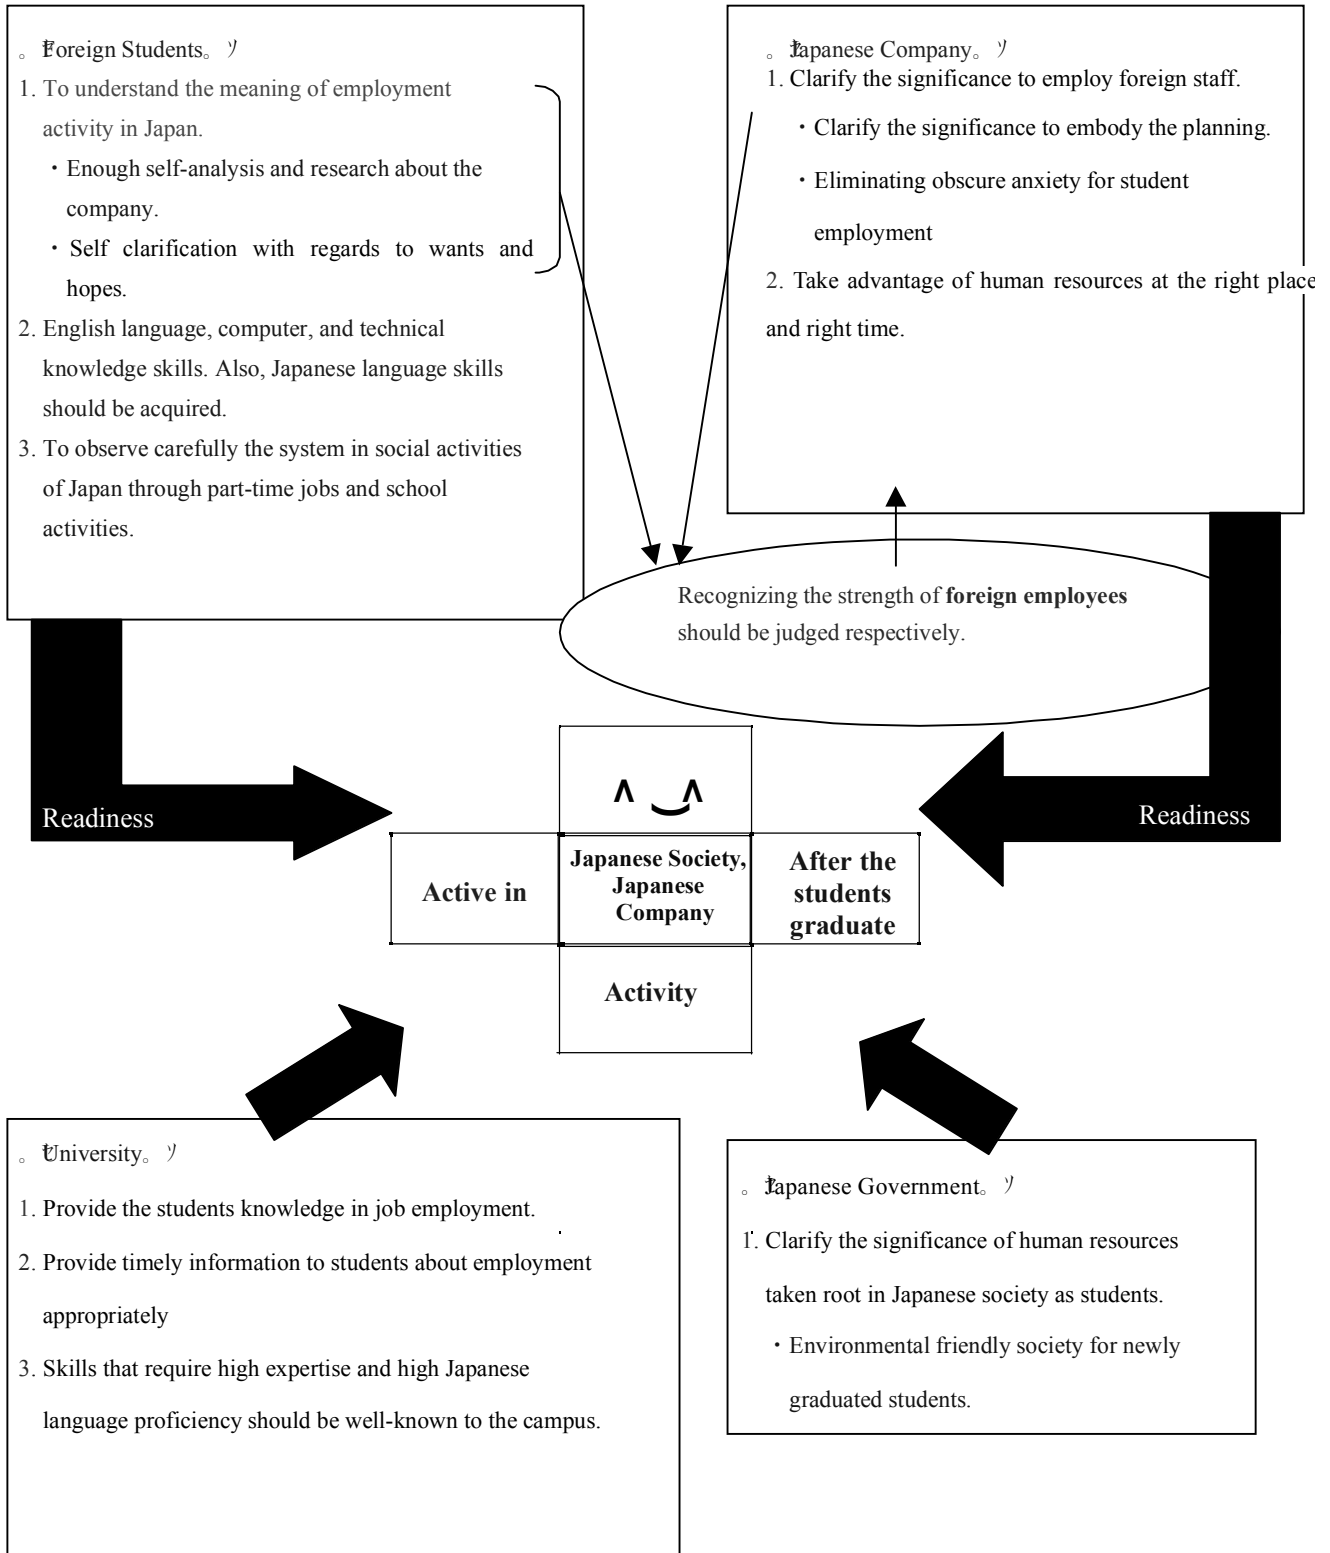 Foreign Students。ッ
1. To understand the meaning of employment
activity in Japan.
・Enough self-analysis and research about the
company.
・Self clarification with regards to wants and
hopes.
2. English language, computer, and technical
knowledge skills. Also, Japanese language skills
should be acquired.
3. To observe carefully the system in social activities
of Japan through part-time jobs and school
activities.
Japanese Company。ッ
1. Clarify the significance to employ foreign staff.
・Clarify the significance to embody the planning.
・Eliminating obscure anxiety for student
employment
2. Take advantage of human resources at the right place
and right time.
Recognizing the strength of foreign employees
should be judged respectively.
Readiness
Readiness
^ ‿^
Active in
Japanese Society,
Japanese
Company
After the
students
graduate
Activity
University。ッ
1. Provide the students knowledge in job employment.
2. Provide timely information to students about employment
appropriately
3. Skills that require high expertise and high Japanese
language proficiency should be well-known to the campus.
Japanese Government。ッ
1. Clarify the significance of human resources
taken root in Japanese society as students.
・Environmental friendly society for newly
graduated students.